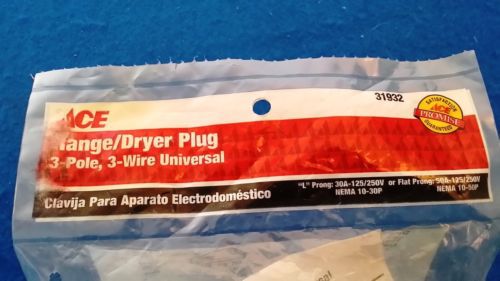 31932
ACE
Range/Dryer Plug
3-Pole, 3-Wire Universal
SATISFACTION
ACE
PROMISE
GUARANTEED
Clavija Para Aparato Electrodoméstico
"L" Prong: 30A-125/250V or Flat Prong: 50A-125/250V
NEMA 10-30P NEMA 10-50P